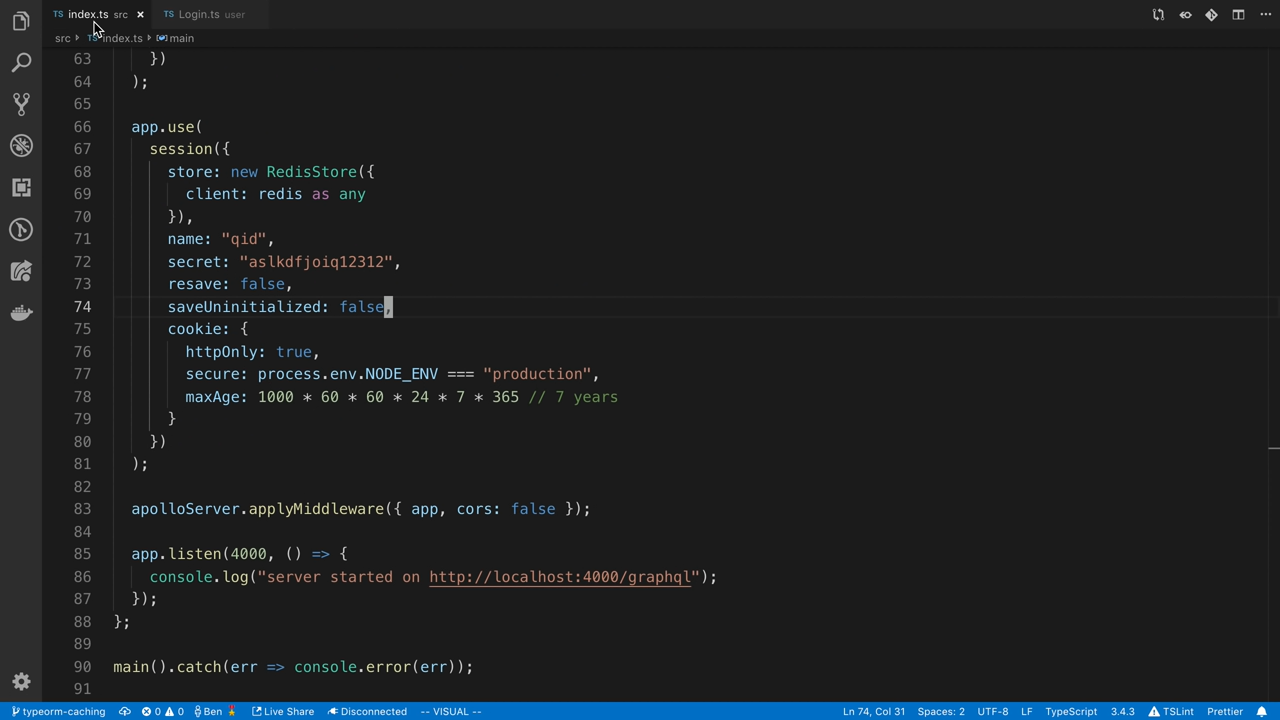 TS index.ts src × TS Login.ts user
src TS index.ts main
63 })
64 );
65
66 app.use(
67 session({
68 store: new RedisStore({
69 client: redis as any
70 }),
71 name: "qid",
72 secret: "aslkdfjoiq12312",
73 resave: false,
74 saveUninitialized: false,
75 cookie: {
76 httpOnly: true,
77 secure: process.env.NODE_ENV === "production",
78 maxAge: 1000 * 60 * 60 * 24 * 7 * 365 // 7 years
79 }
80 })
81 );
82
83 apolloServer.applyMiddleware({ app, cors: false });
84
85 app.listen(4000, () => {
86 console.log("server started on http://localhost:4000/graphql");
87 });
88 };
89
90 main().catch(err => console.error(err));
91
typeorm-caching 0 0 Ben Live Share Disconnected -- VISUAL -- Ln 74, Col 31 Spaces: 2 UTF-8 LF TypeScript 3.4.3 TSLint Prettier